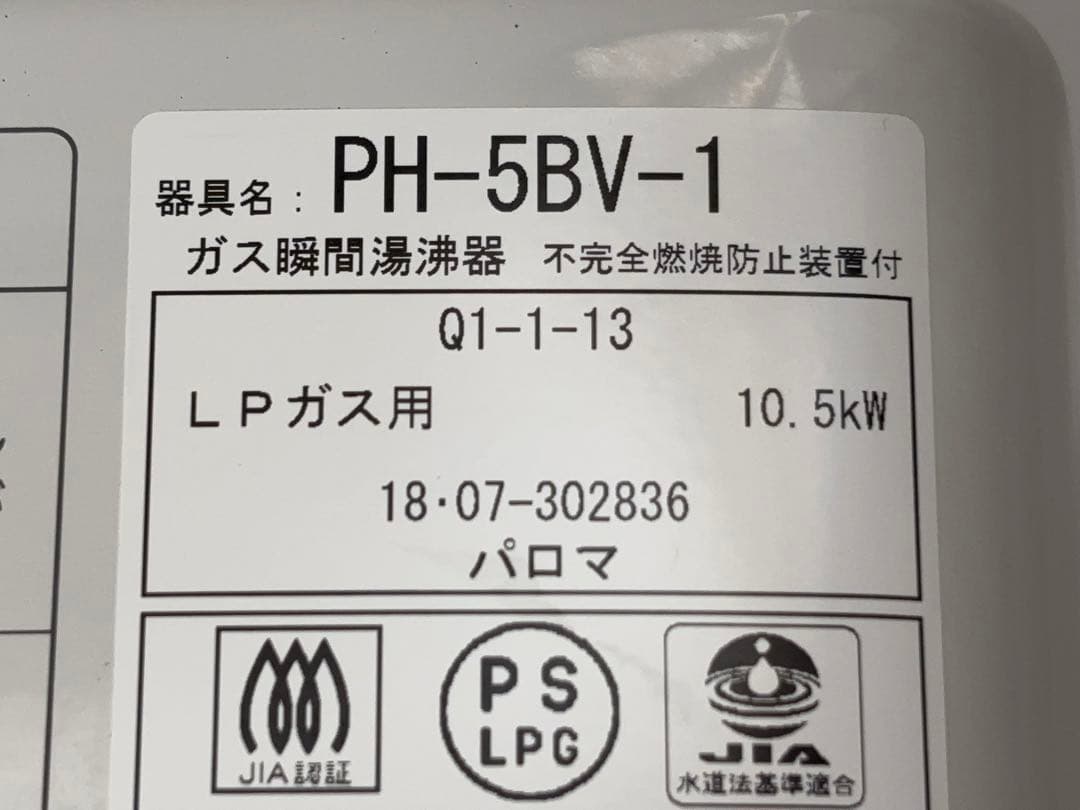 器具名：PH-5BV-1
ガス瞬間湯沸器 不完全燃焼防止装置付
Q1-1-13
LPガス用 10.5kW
18・07-302836
パロマ
JIA認証
PS
LPG
JIA
水道法基準適合